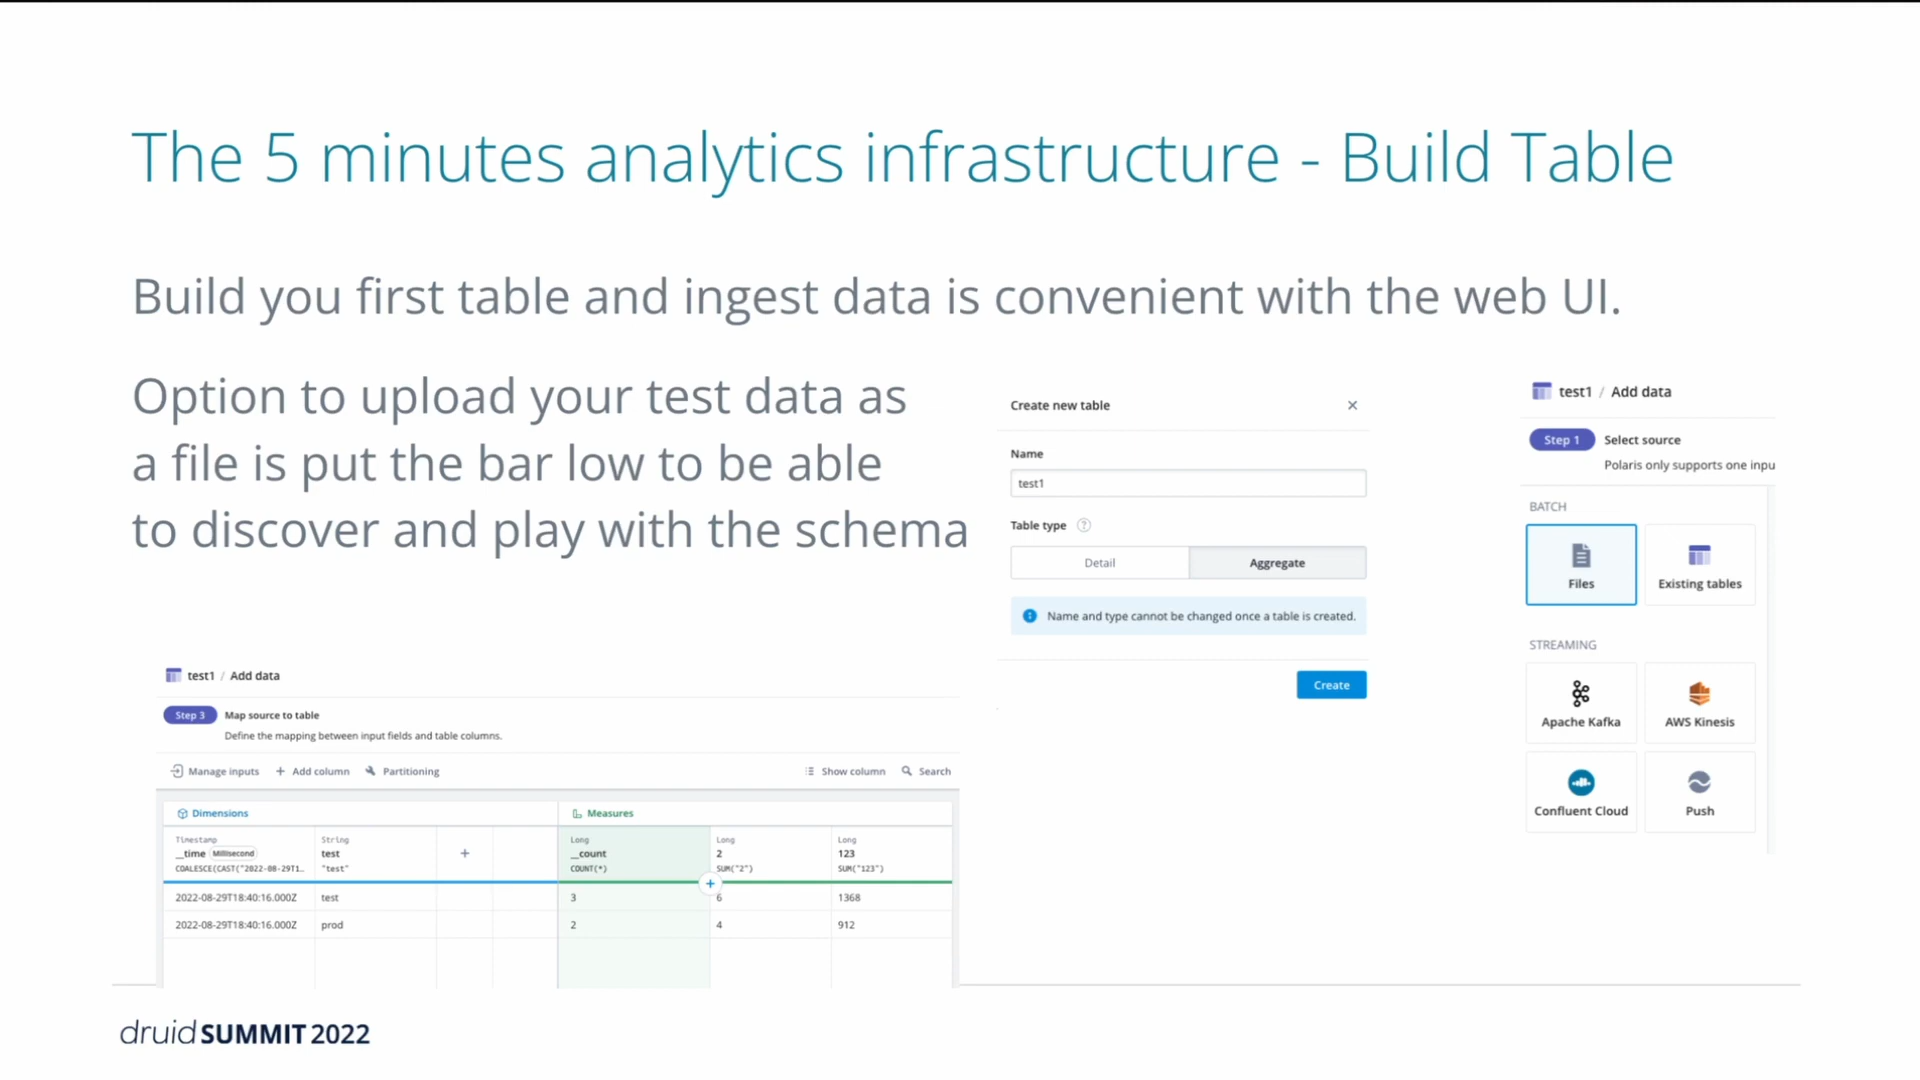 The 5 minutes analytics infrastructure - Build Table
Build you first table and ingest data is convenient with the web UI.
Option to upload your test data as
a file is put the bar low to be able
to discover and play with the schema
Create new table
Name
test1
Table type ?
Detail Aggregate
Name and type cannot be changed once a table is created.
Create
test1 / Add data
Step 1 Select source
Polaris only supports one inpu
BATCH
Files Existing tables
STREAMING
Apache Kafka AWS Kinesis
Confluent Cloud Push
test1 / Add data
Step 3 Map source to table
Define the mapping between input fields and table columns.
Manage inputs + Add column Partitioning Show column Search
Dimensions Measures
Timestamp String Long Long Long
__time Millisecond test + __count 2 123
COALESCE(CAST("2022-08-29T1… "test" COUNT(*) SUM("2") SUM("123")
2022-08-29T18:40:16.000Z test 3 6 1368
2022-08-29T18:40:16.000Z prod 2 4 912
druid SUMMIT 2022